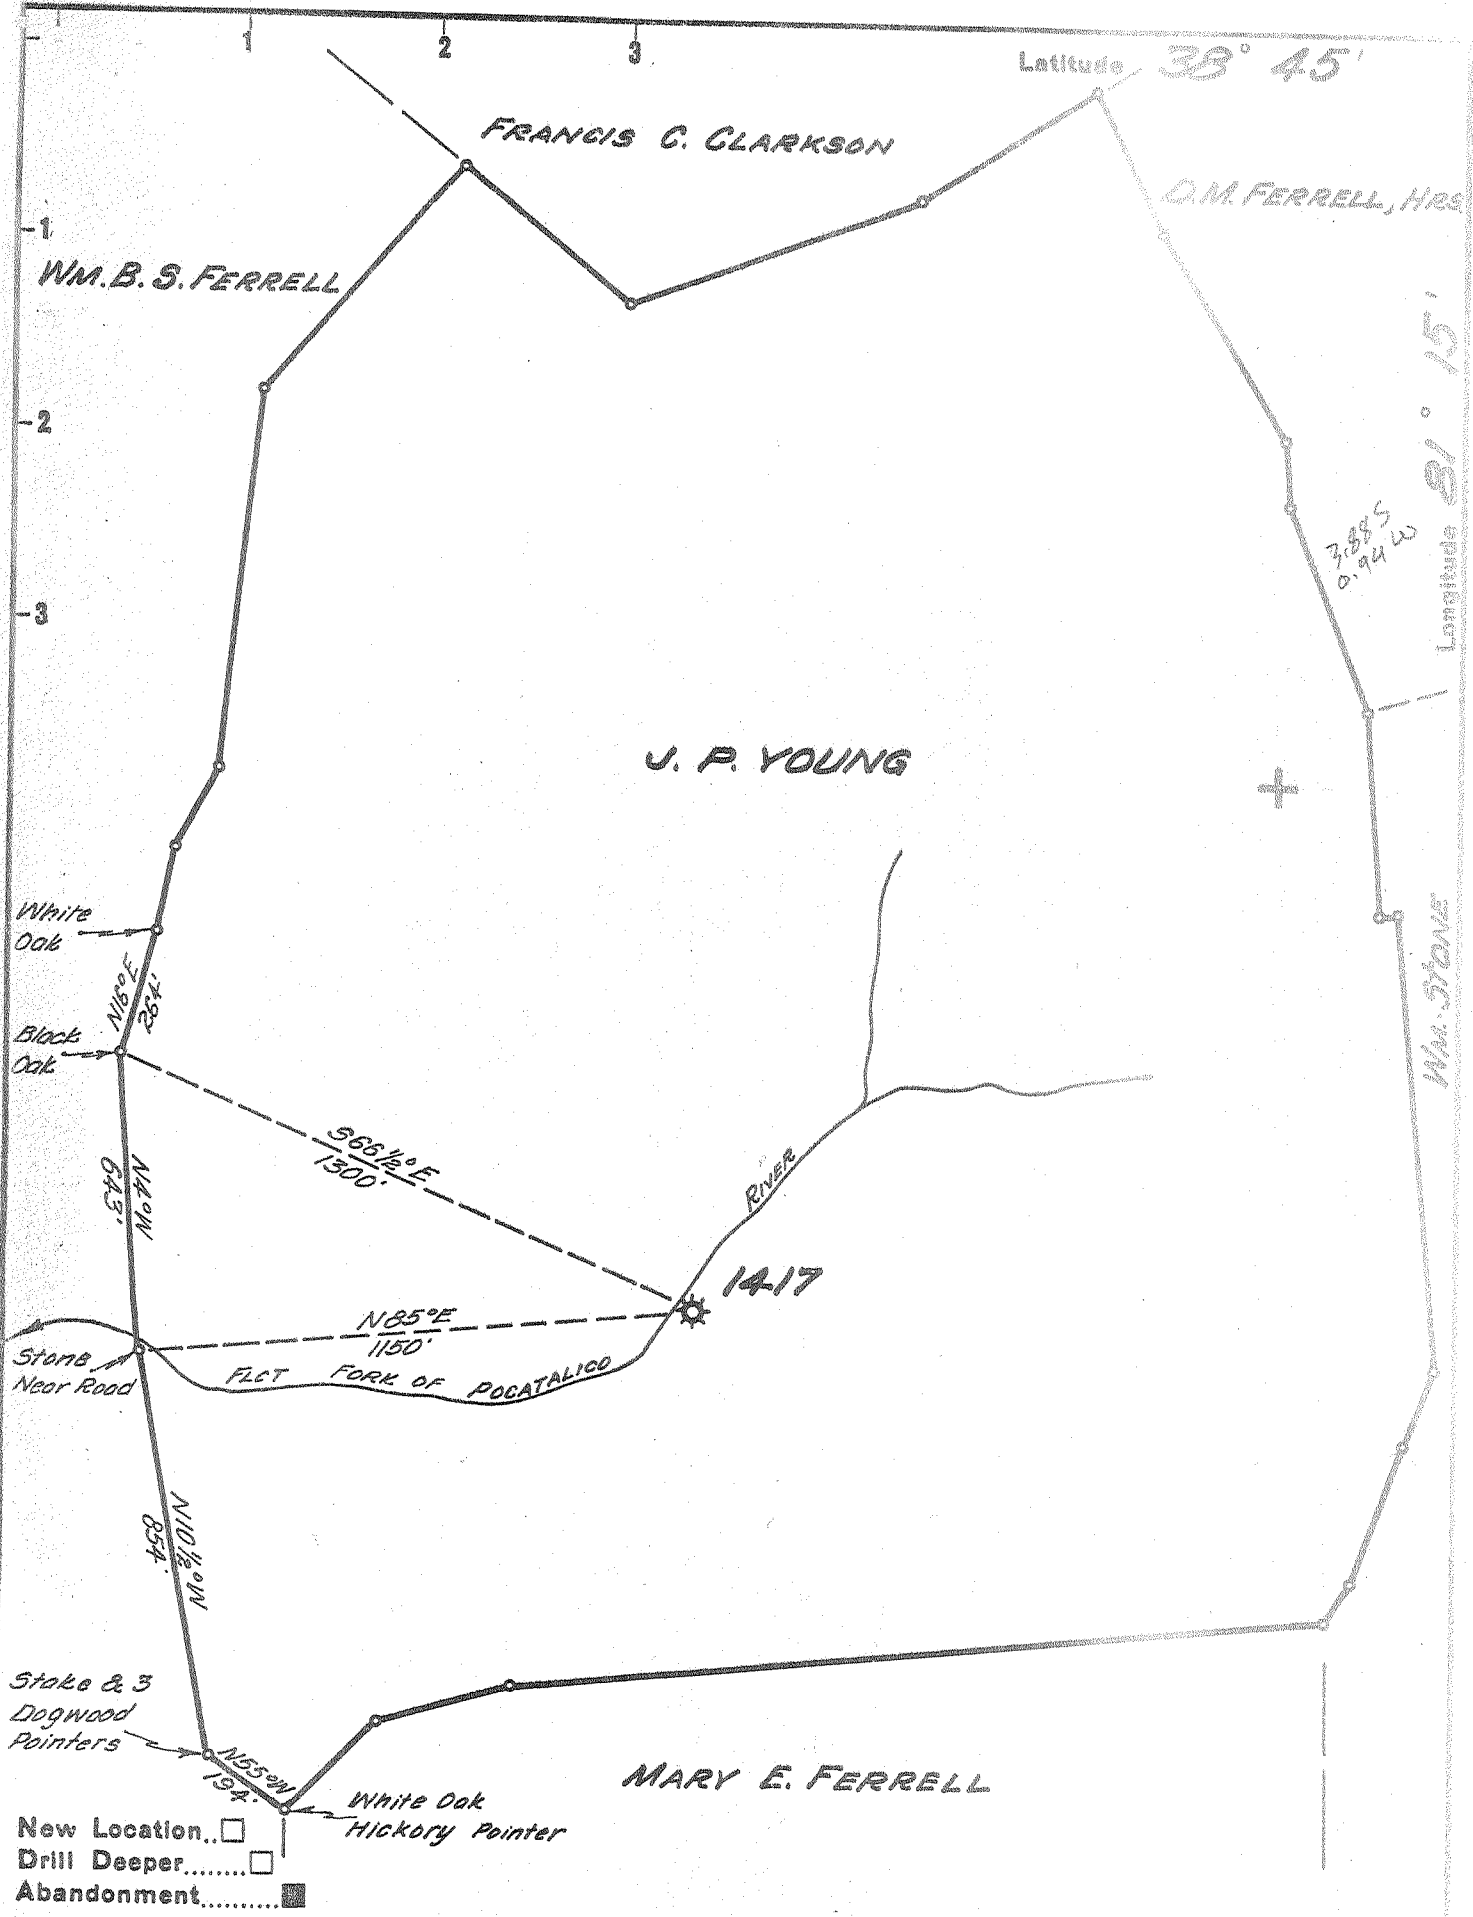 1
2
3
Latitude 38° 45'
FRANCIS C. CLARKSON
D.M. FERRELL, HRS
-1
WM. B. S. FERRELL
Longitude 81° 15'
-2
3.88 S
0.94 W
-3
J. P. YOUNG
White
Oak
WM. STONE
N16°E
264'
Black
Oak
S66½°E
1300'
N4°W
643'
RIVER
1417
N85°E
1150'
Stone
Near Road
FLCT FORK OF POCATALICO
N10½°W
854'
Stake & 3
Dogwood
Pointers
N55°W
194'
MARY E. FERRELL
White Oak
Hickory Pointer
New Location..
Drill Deeper........
Abandonment..........